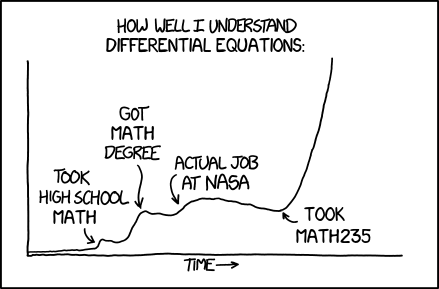 HOW WELL I UNDERSTAND
DIFFERENTIAL EQUATIONS:
TOOK
HIGH SCHOOL
MATH
GOT
MATH
DEGREE
ACTUAL JOB
AT NASA
TOOK
MATH235
TIME